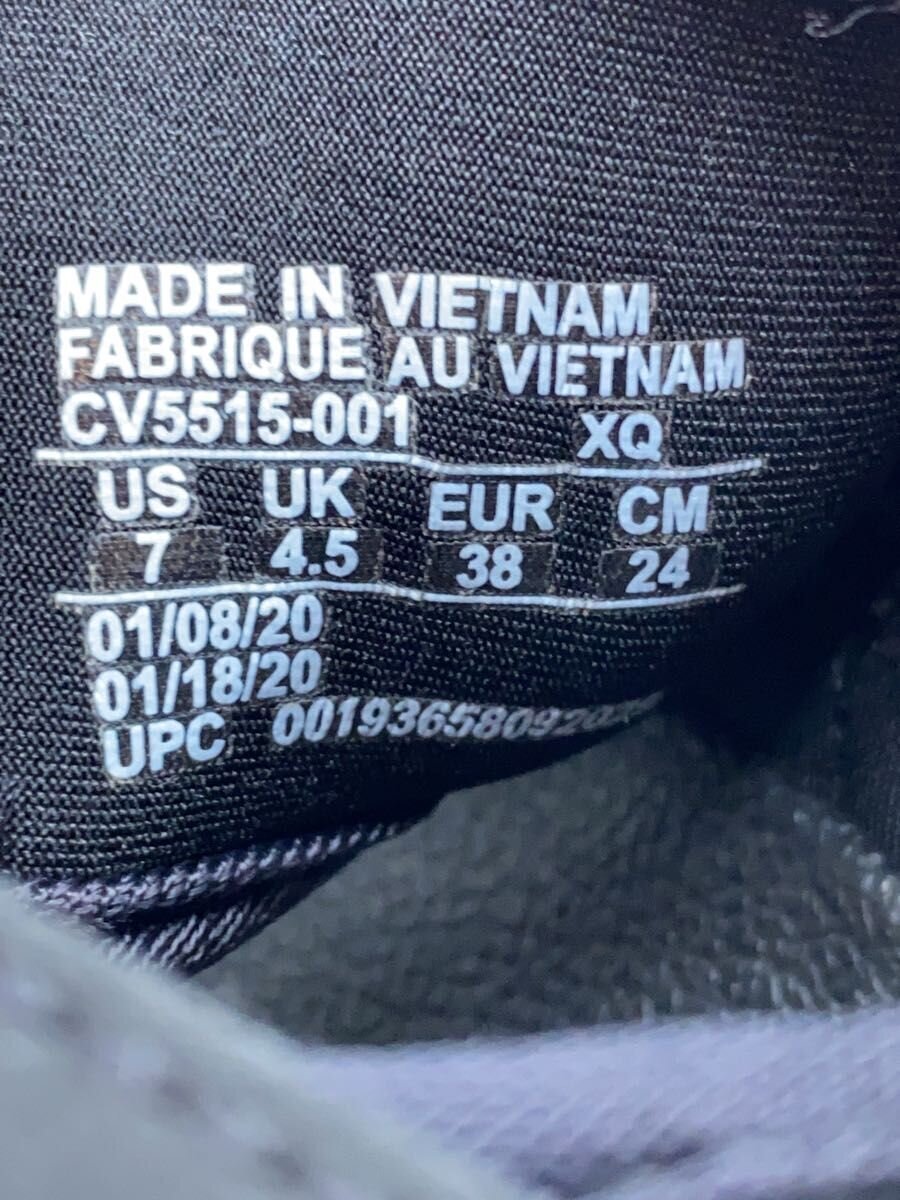 MADE IN VIETNAM
FABRIQUE AU VIETNAM
CV5515-001 XQ
US UK EUR CM
7 4.5 38 24
01/08/20
01/18/20
UPC